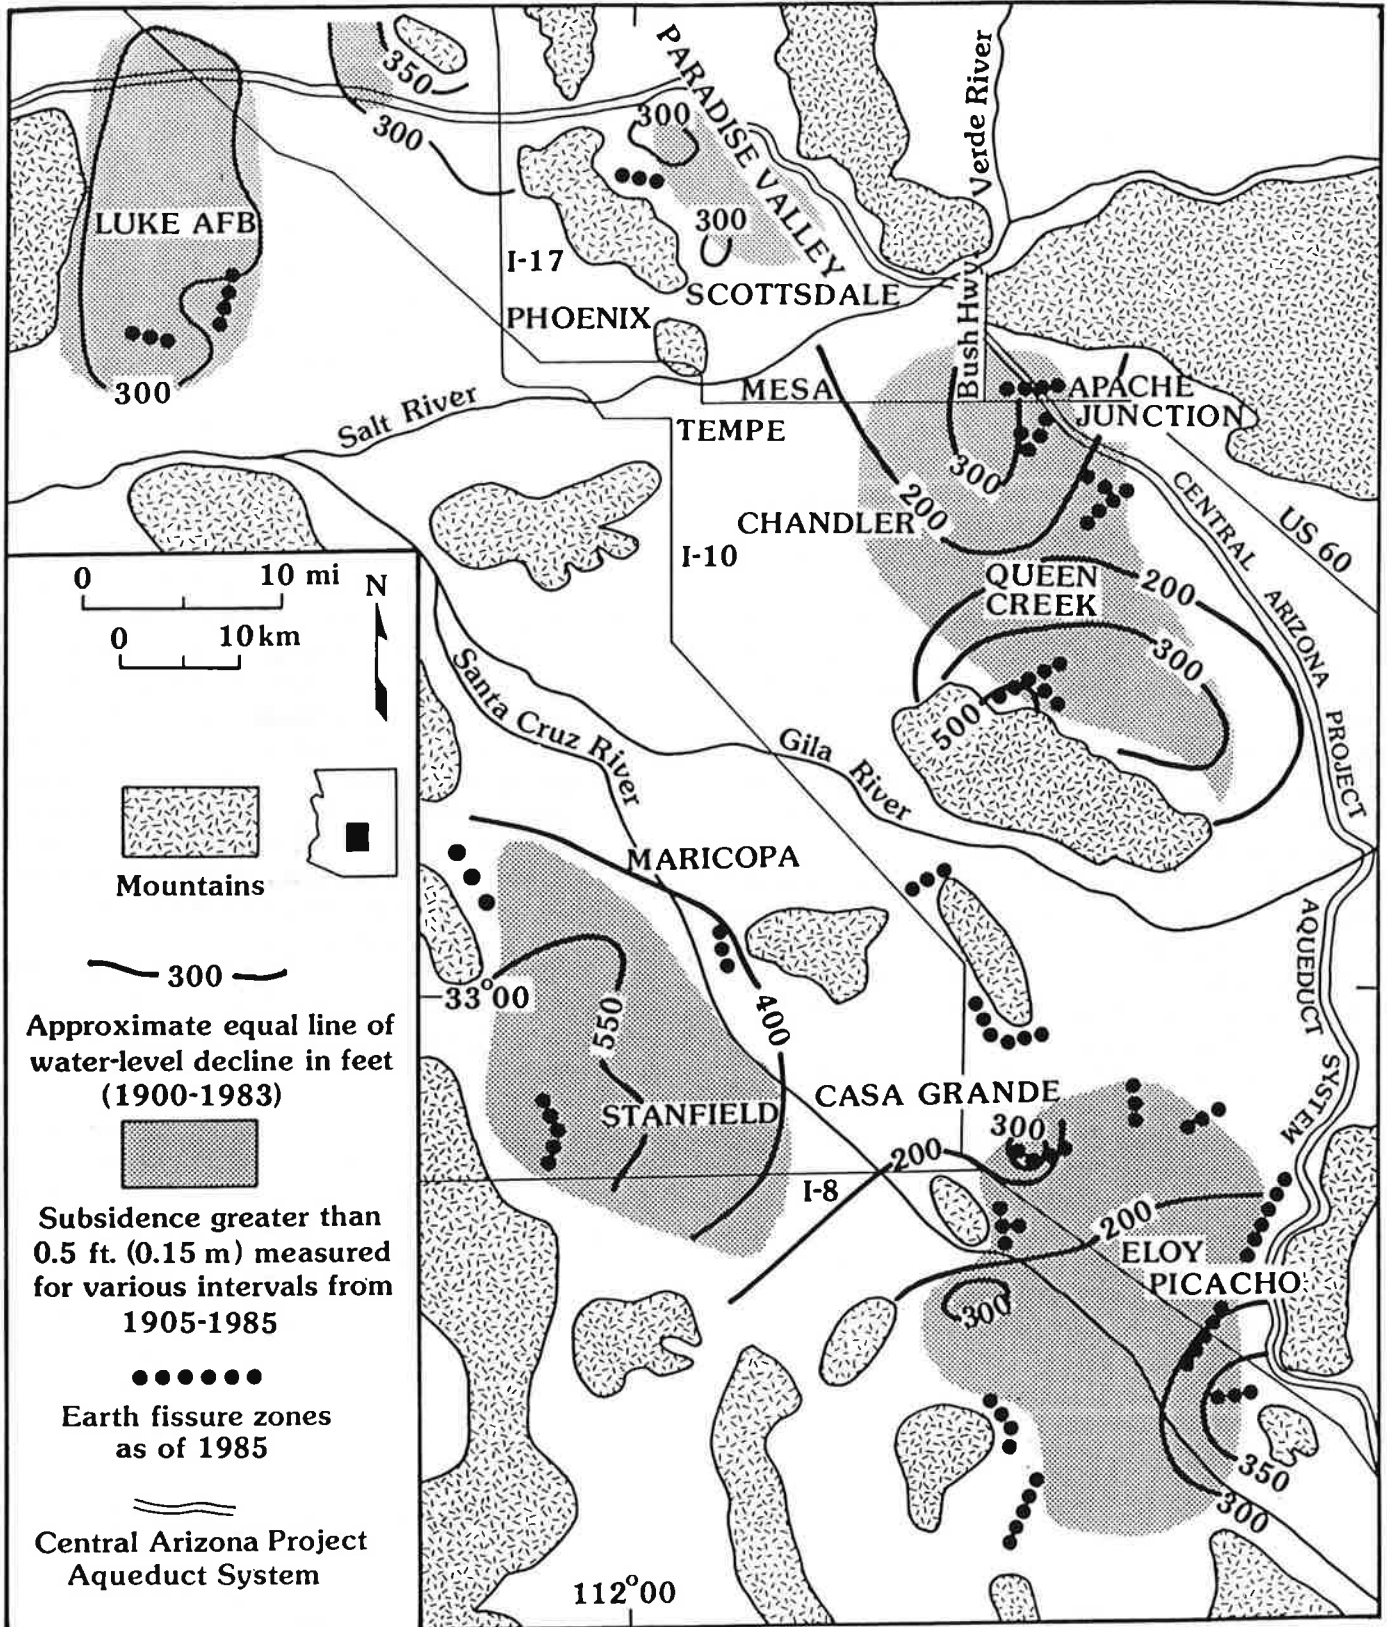 350
300
PARADISE VALLEY
300
300
Verde River
Bush Hwy.
LUKE AFB
I-17
SCOTTSDALE
PHOENIX
300
Salt River
MESA
TEMPE
APACHE
JUNCTION
300
200
CHANDLER
I-10
CENTRAL ARIZONA PROJECT AQUEDUCT SYSTEM
US 60
QUEEN
CREEK
200
300
500
Santa Cruz River
Gila River
MARICOPA
33°00
550
400
STANFIELD
CASA GRANDE
300
200
I-8
200
ELOY
PICACHO
300
350
300
112°00
0 10 mi
0 10 km
N
Mountains
300
Approximate equal line of
water-level decline in feet
(1900-1983)
Subsidence greater than
0.5 ft. (0.15 m) measured
for various intervals from
1905-1985
Earth fissure zones
as of 1985
Central Arizona Project
Aqueduct System